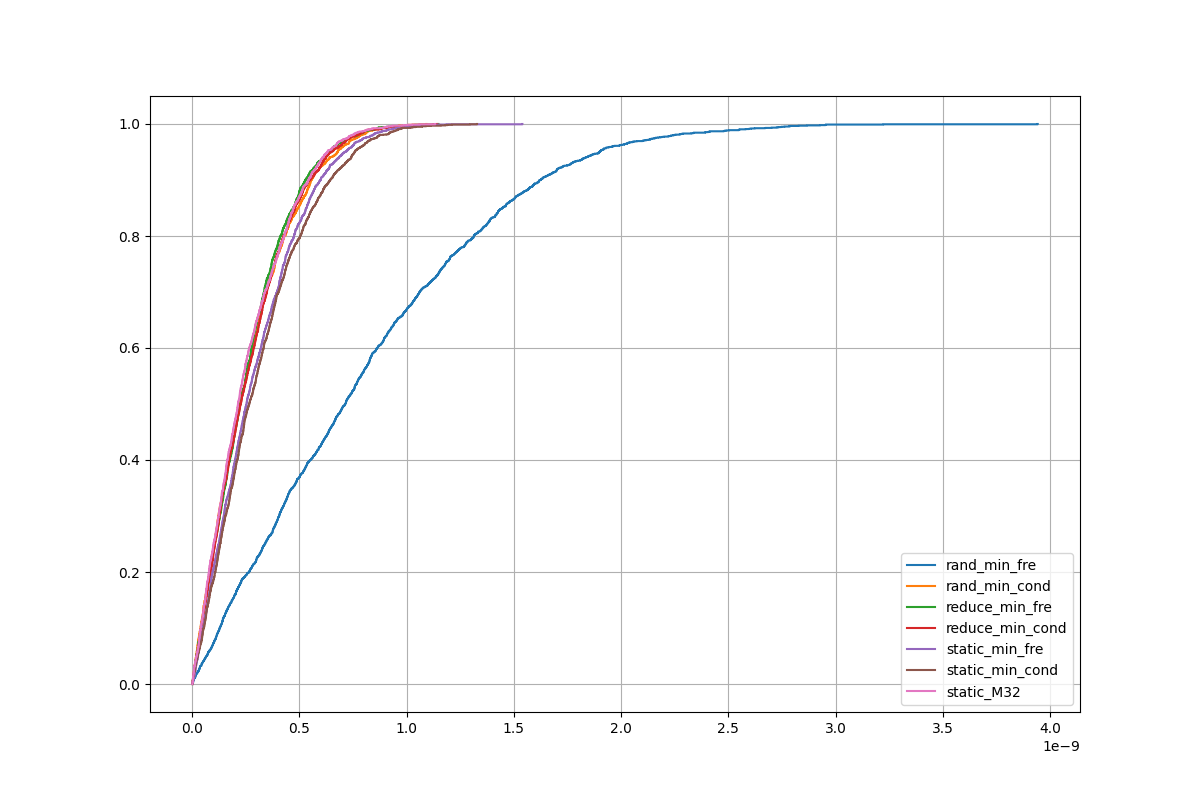 1.0
0.8
0.6
0.4
0.2
0.0
0.0 0.5 1.0 1.5 2.0 2.5 3.0 3.5 4.0
1e−9
rand_min_fre
rand_min_cond
reduce_min_fre
reduce_min_cond
static_min_fre
static_min_cond
static_M32